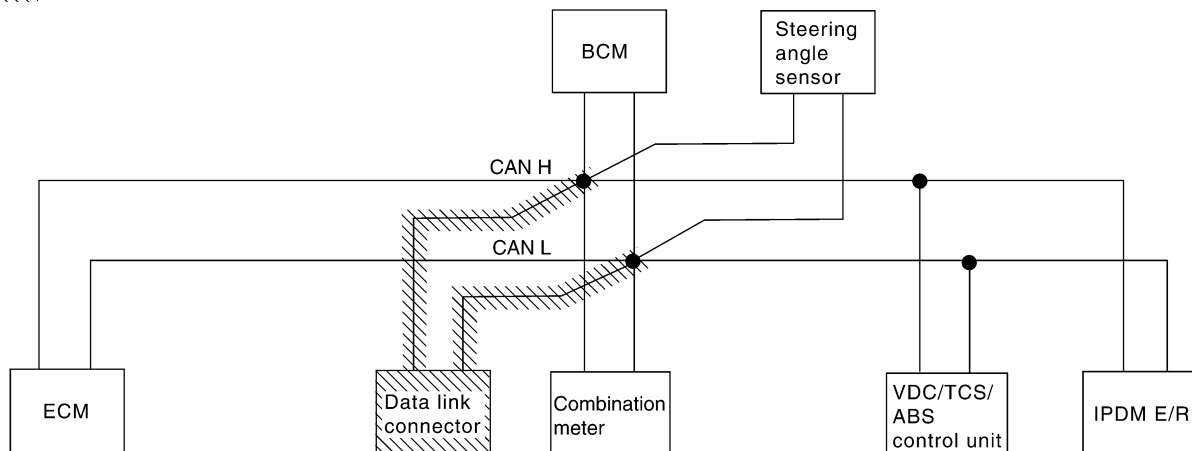 BCM
Steering
angle
sensor
CAN H
CAN L
ECM
Data link
connector
Combination
meter
VDC/TCS/
ABS
control unit
IPDM E/R